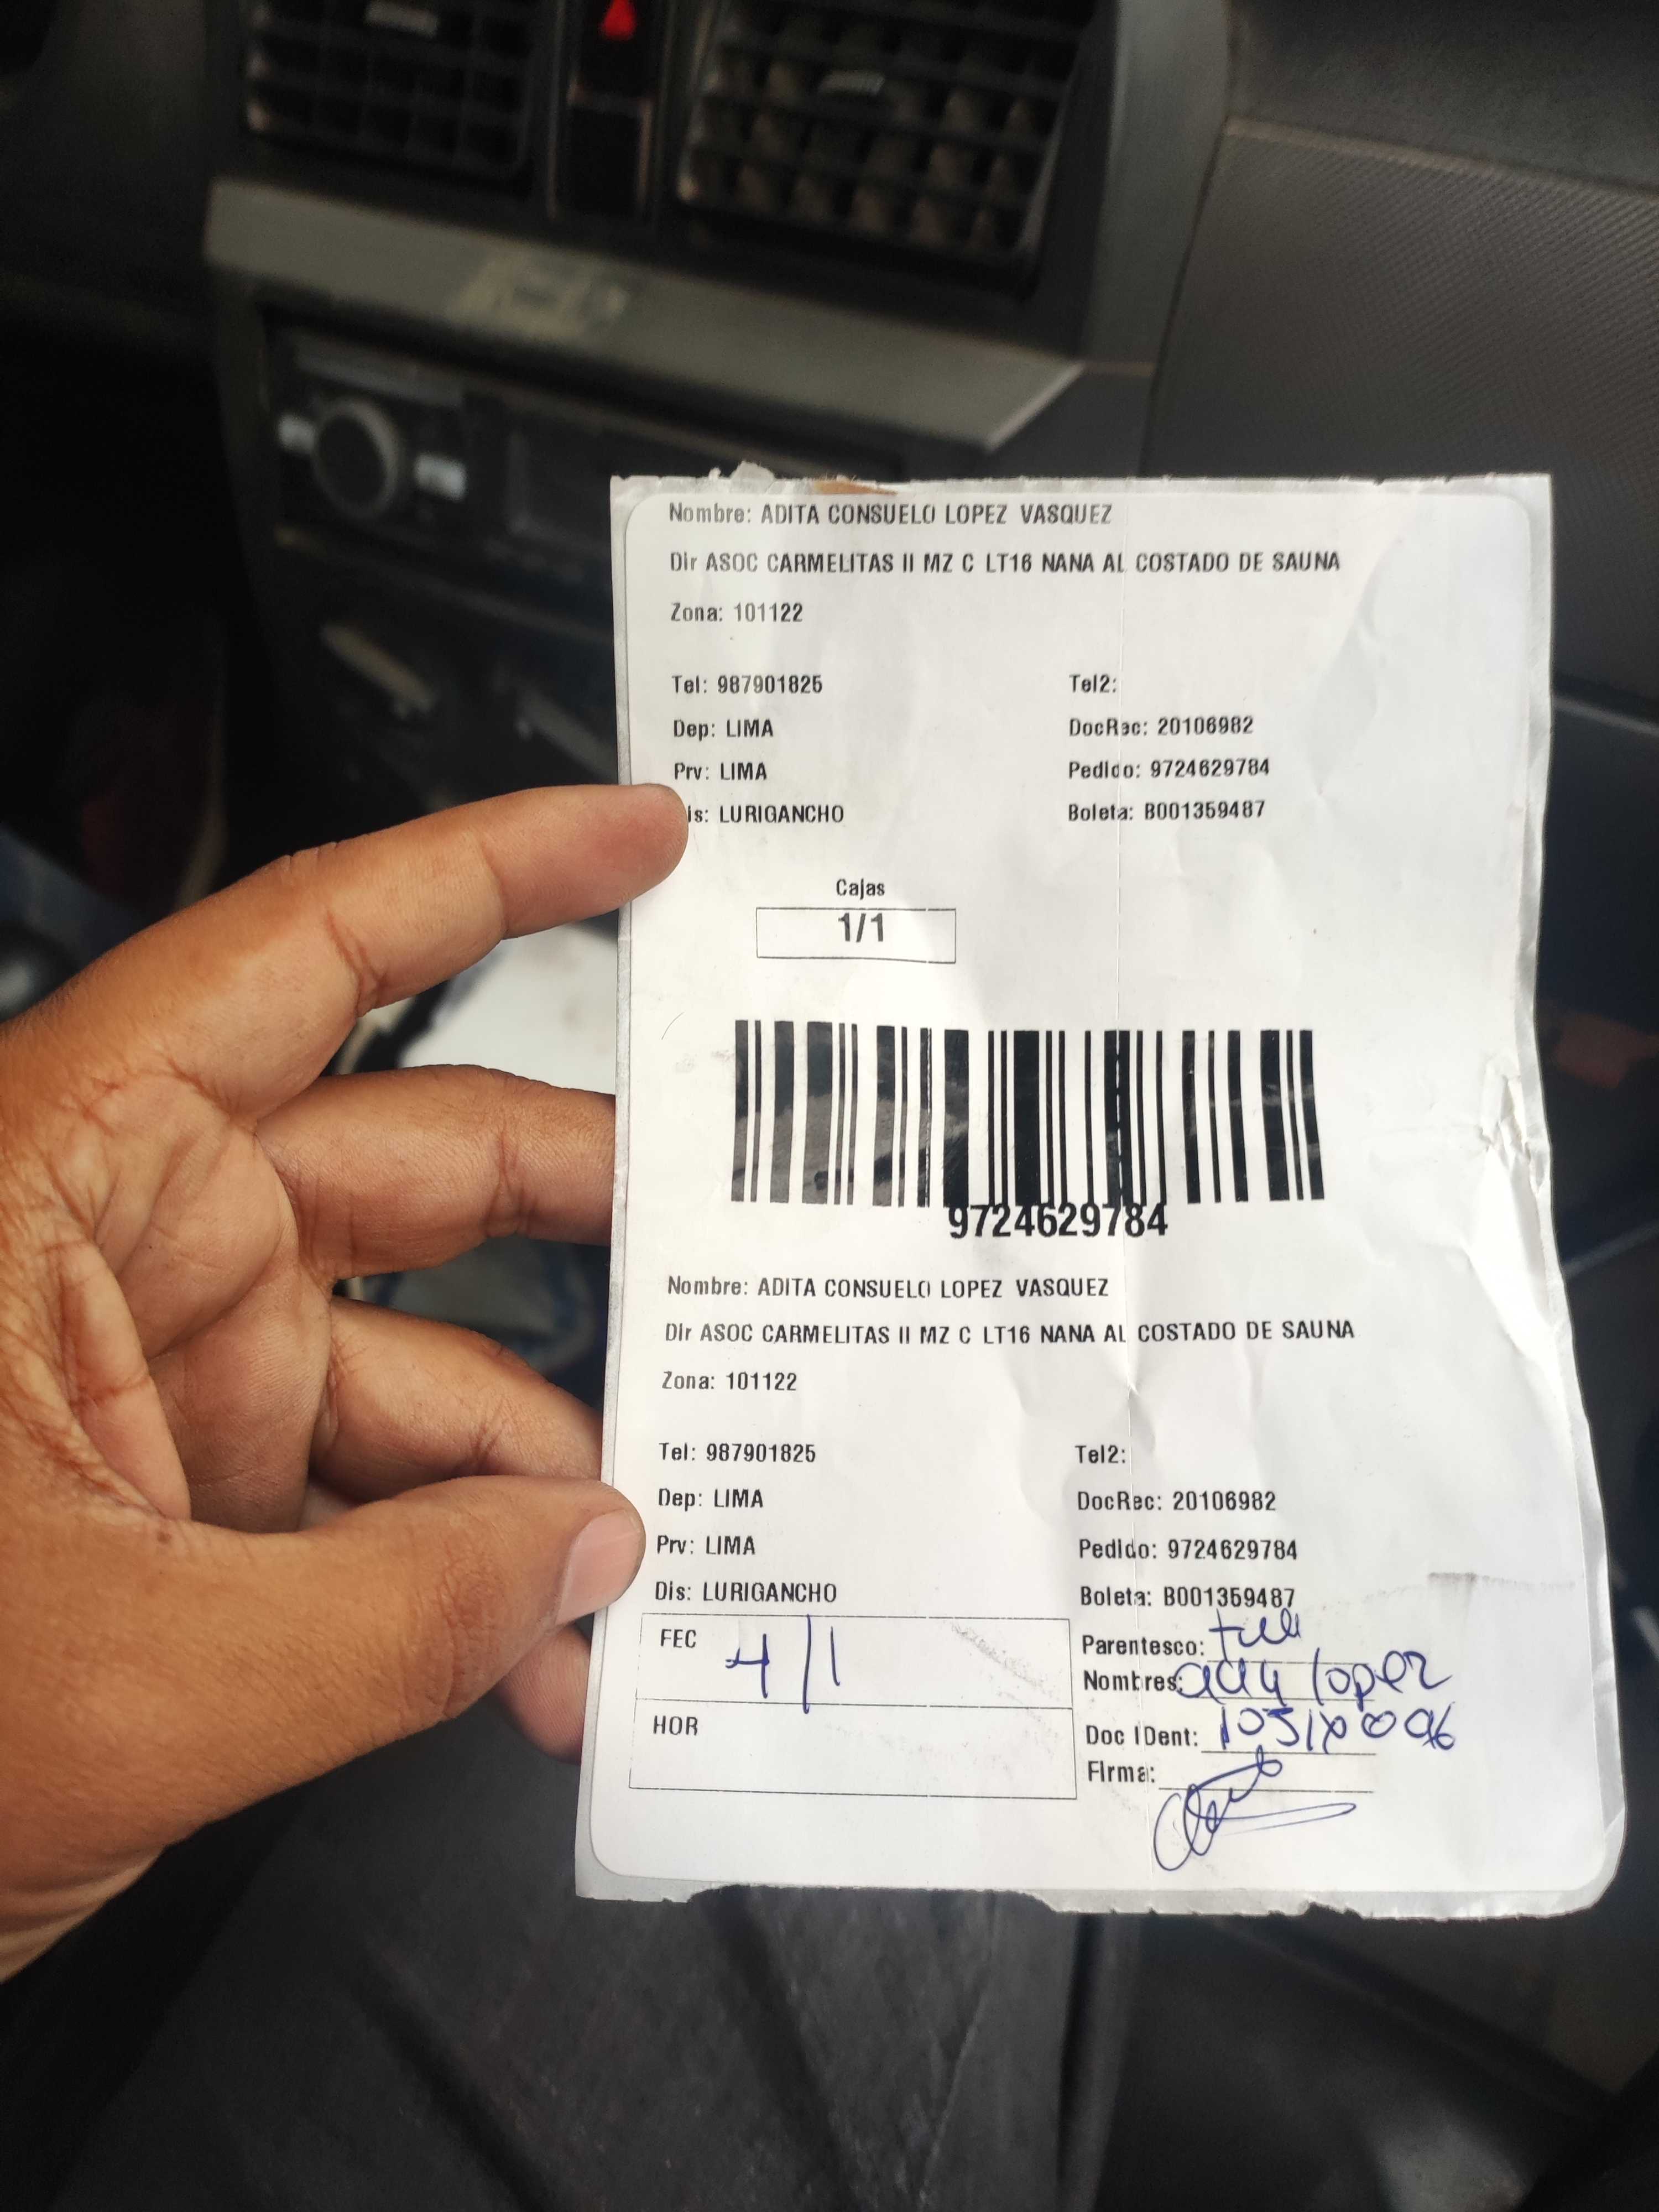 Nombre: ADITA CONSUELO LOPEZ VASQUEZ
Dir ASOC CARMELITAS II MZ C LT16 NANA AL COSTADO DE SAUNA
Zona: 101122
Tel: 987901825 Tel2:
Dep: LIMA DocRec: 20106982
Prv: LIMA Pedido: 9724629784
is: LURIGANCHO Boleta: B001359487
Cajas
1/1
9724629784
Nombre: ADITA CONSUELO LOPEZ VASQUEZ
Dir ASOC CARMELITAS II MZ C LT16 NANA AL COSTADO DE SAUNA
Zona: 101122
Tel: 987901825 Tel2:
Dep: LIMA DocRec: 20106982
Prv: LIMA Pedido: 9724629784
Dis: LURIGANCHO Boleta: B001359487
FEC 4/1 Parentesco:
Nombres: lopez
HOR Doc IDent:
Firma: